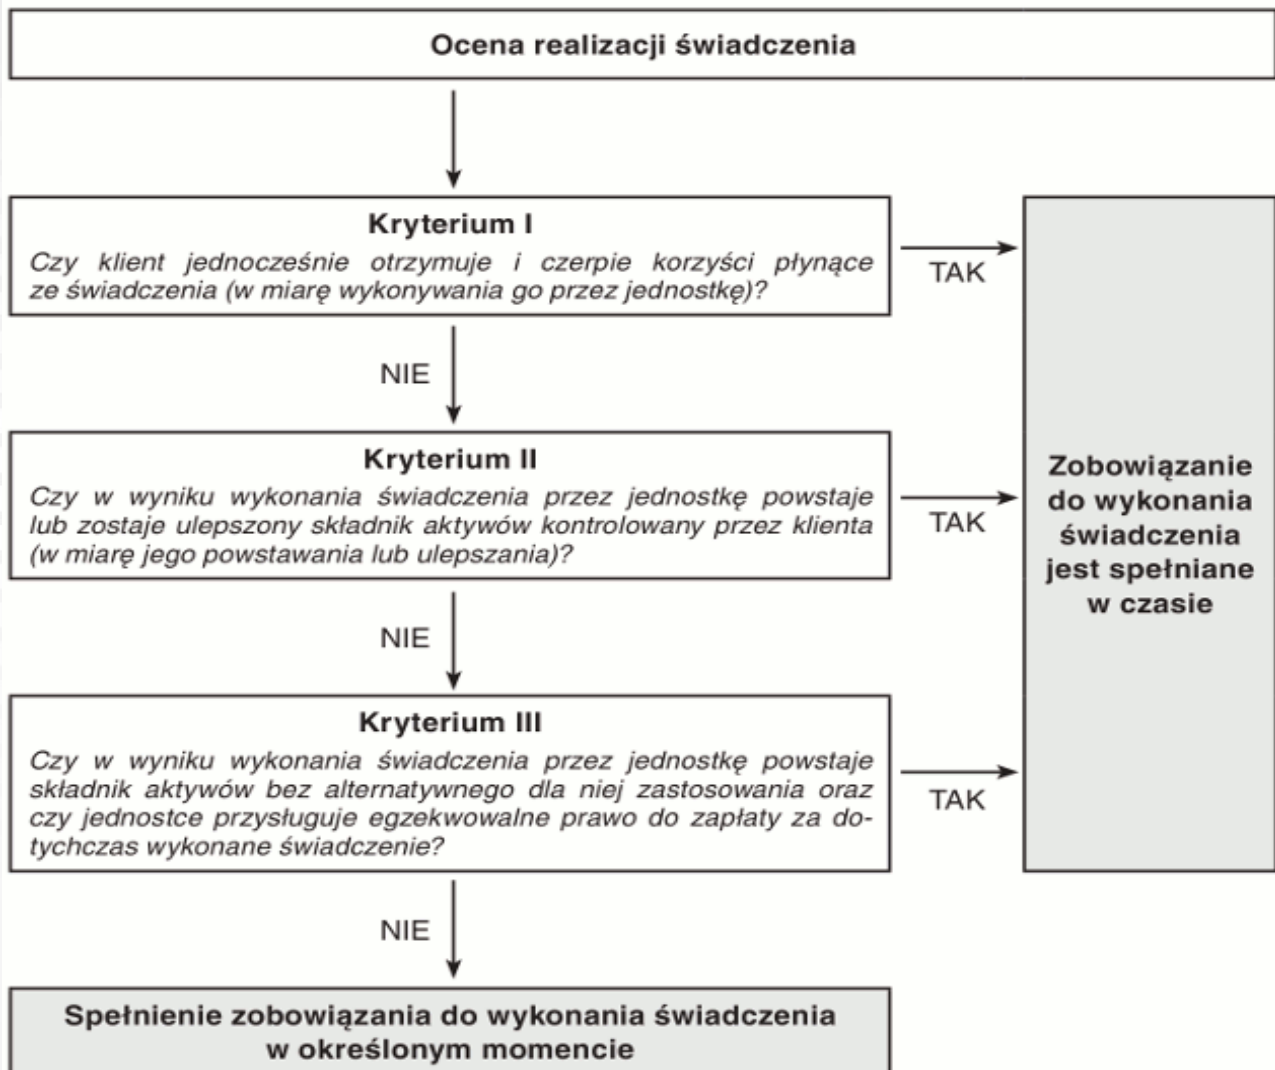 Ocena realizacji świadczenia
Kryterium I
Czy klient jednocześnie otrzymuje i czerpie korzyści płynące
ze świadczenia (w miarę wykonywania go przez jednostkę)?
TAK
NIE
Kryterium II
Czy w wyniku wykonania świadczenia przez jednostkę powstaje
lub zostaje ulepszony składnik aktywów kontrolowany przez klienta
(w miarę jego powstawania lub ulepszania)?
TAK
NIE
Kryterium III
Czy w wyniku wykonania świadczenia przez jednostkę powstaje
składnik aktywów bez alternatywnego dla niej zastosowania oraz
czy jednostce przysługuje egzekwowalne prawo do zapłaty za do-
tychczas wykonane świadczenie?
TAK
NIE
Zobowiązanie
do wykonania
świadczenia
jest spełniane
w czasie
Spełnienie zobowiązania do wykonania świadczenia
w określonym momencie